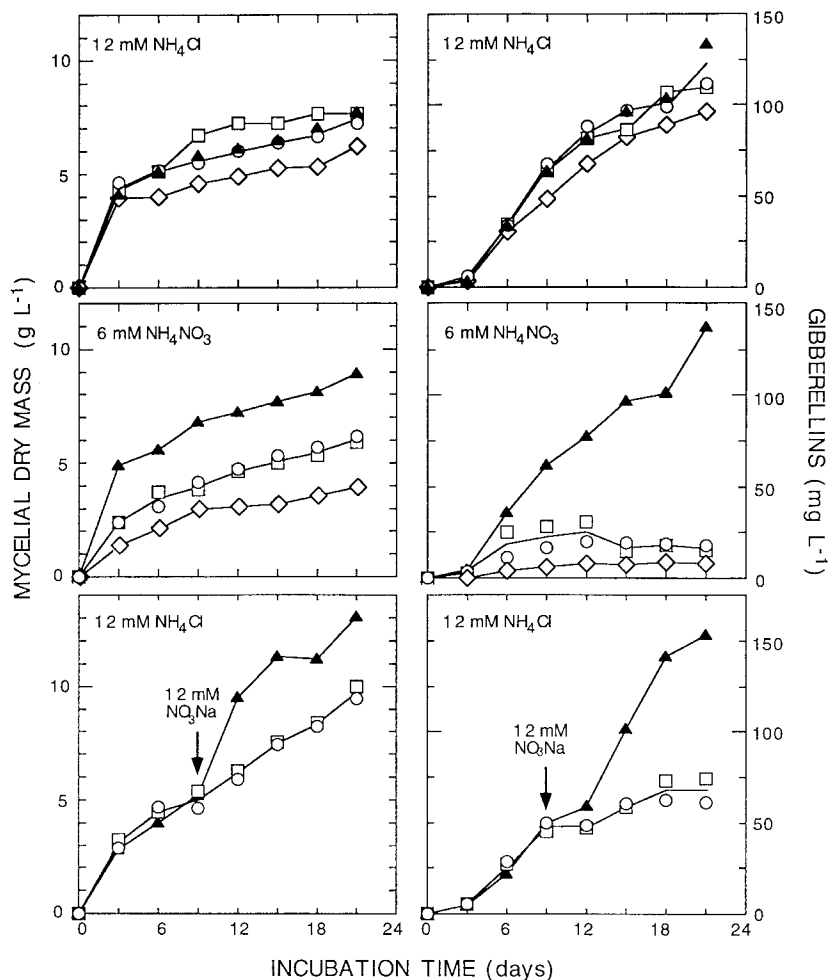 12 mM NH4Cl
12 mM NH4Cl
150
100
50
0
10
5
0
6 mM NH4NO3
6 mM NH4NO3
150
100
50
0
10
5
0
12 mM NH4Cl
12 mM
NO3Na
12 mM NH4Cl
12 mM
NO3Na
150
100
50
0
10
5
0
0 6 12 18 24
0 6 12 18 24
MYCELIAL DRY MASS (g L-1)
GIBBERELLINS (mg L-1)
INCUBATION TIME (days)